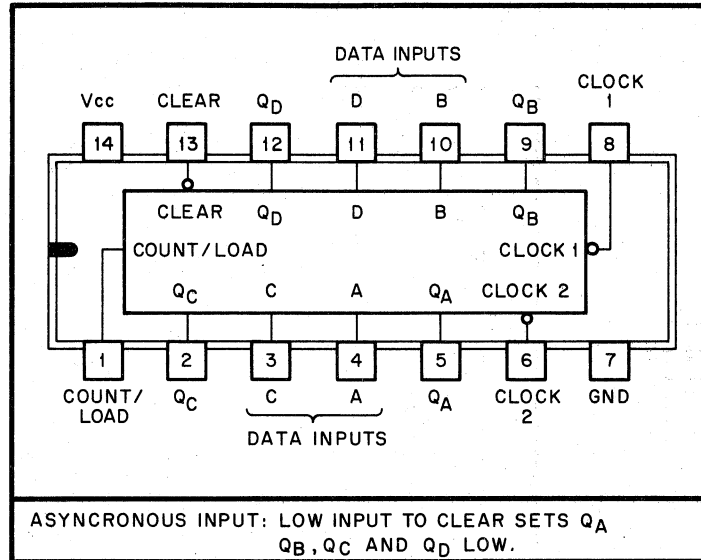 DATA INPUTS
Vcc CLEAR QD D B QB CLOCK 1
14 13 12 11 10 9 8
CLEAR QD D B QB
COUNT/LOAD CLOCK 1
QC C A QA CLOCK 2
1 2 3 4 5 6 7
COUNT/ LOAD QC C A QA CLOCK 2 GND
DATA INPUTS
ASYNCRONOUS INPUT: LOW INPUT TO CLEAR SETS QA
QB, QC AND QD LOW.